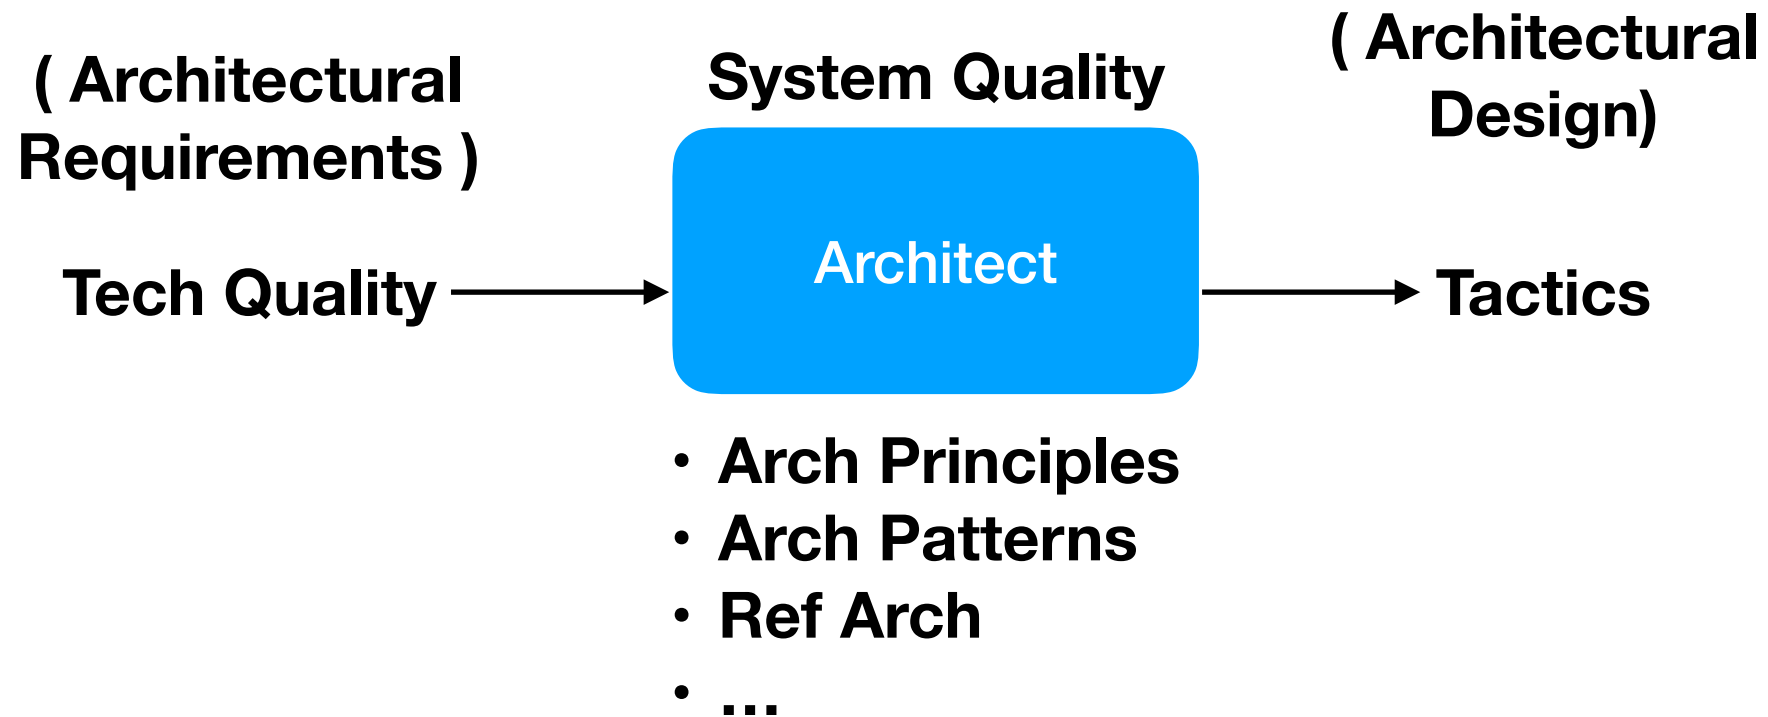 ( Architectural
Requirements )
System Quality
( Architectural
Design)
Tech Quality
Architect
Tactics
• Arch Principles
• Arch Patterns
• Ref Arch
• ...